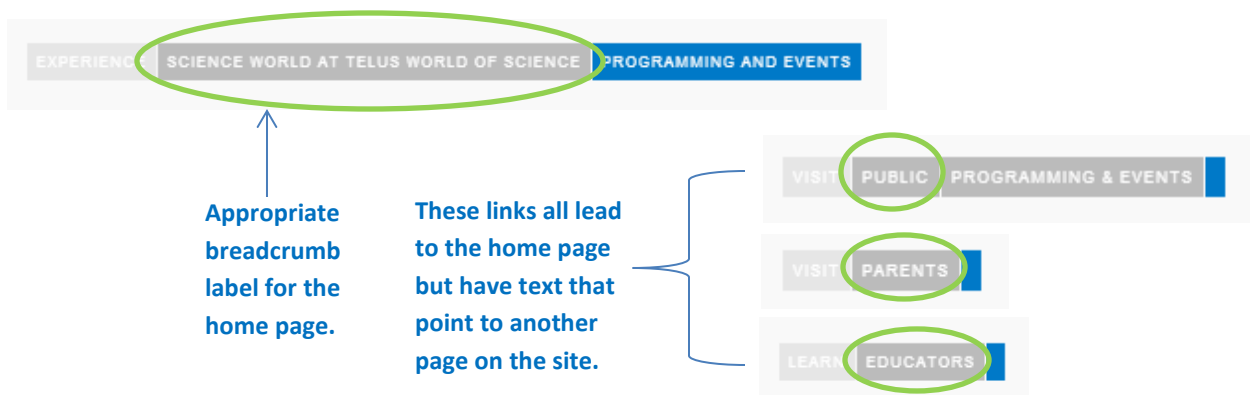 EXPERIENCE SCIENCE WORLD AT TELUS WORLD OF SCIENCE PROGRAMMING AND EVENTS
VISIT PUBLIC PROGRAMMING & EVENTS
VISIT PARENTS
LEARN EDUCATORS
Appropriate
breadcrumb
label for the
home page.
These links all lead
to the home page
but have text that
point to another
page on the site.